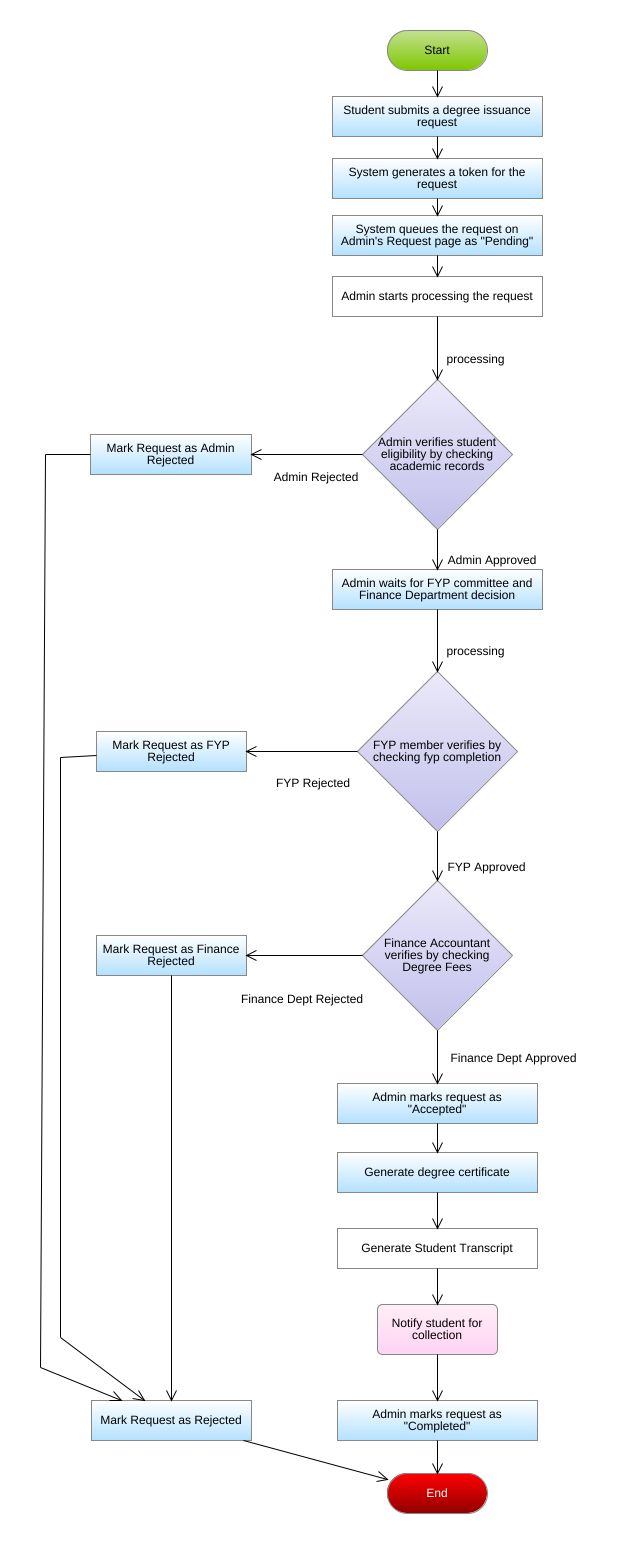 Start
Student submits a degree issuance
request
System generates a token for the
request
System queues the request on
Admin's Request page as "Pending"
Admin starts processing the request
processing
Admin verifies student
eligibility by checking
academic records
Mark Request as Admin
Rejected
Admin Rejected
Admin Approved
Admin waits for FYP committee and
Finance Department decision
processing
FYP member verifies by
checking fyp completion
Mark Request as FYP
Rejected
FYP Rejected
FYP Approved
Finance Accountant
verifies by checking
Degree Fees
Mark Request as Finance
Rejected
Finance Dept Rejected
Finance Dept Approved
Admin marks request as
"Accepted"
Generate degree certificate
Generate Student Transcript
Notify student for
collection
Mark Request as Rejected
Admin marks request as
"Completed"
End